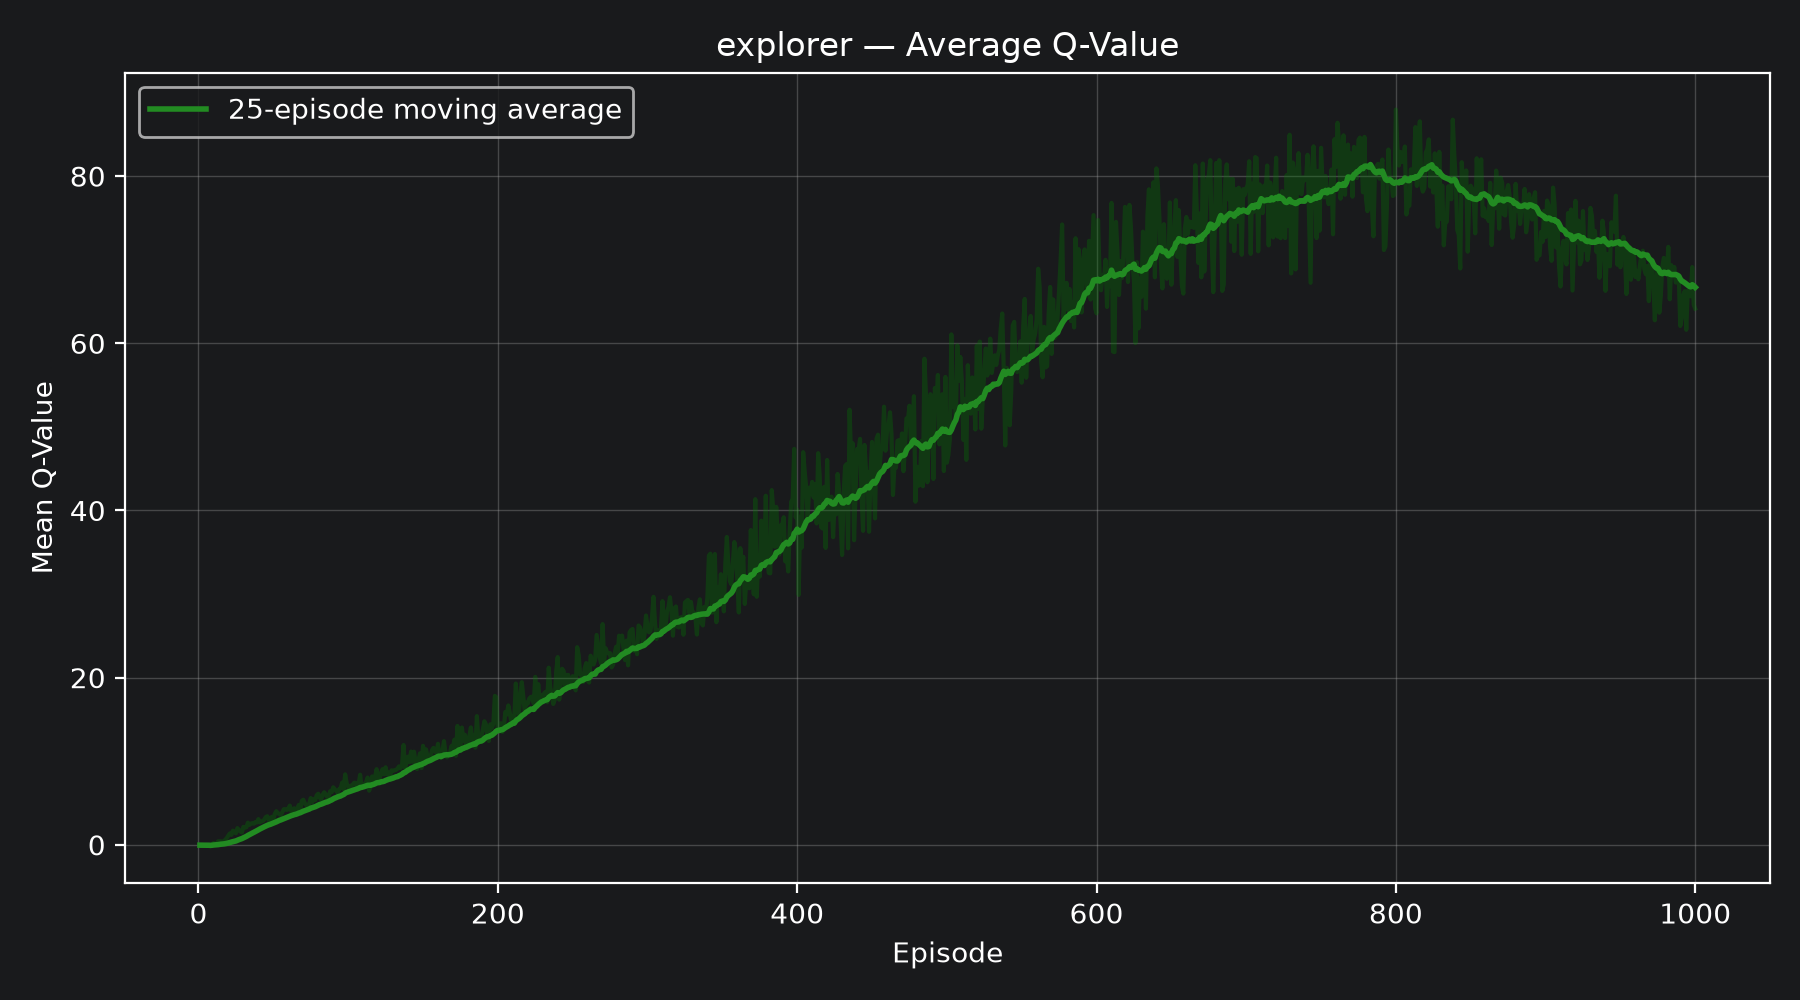 explorer — Average Q-Value
25-episode moving average
Mean Q-Value
80
60
40
20
0
0 200 400 600 800 1000
Episode